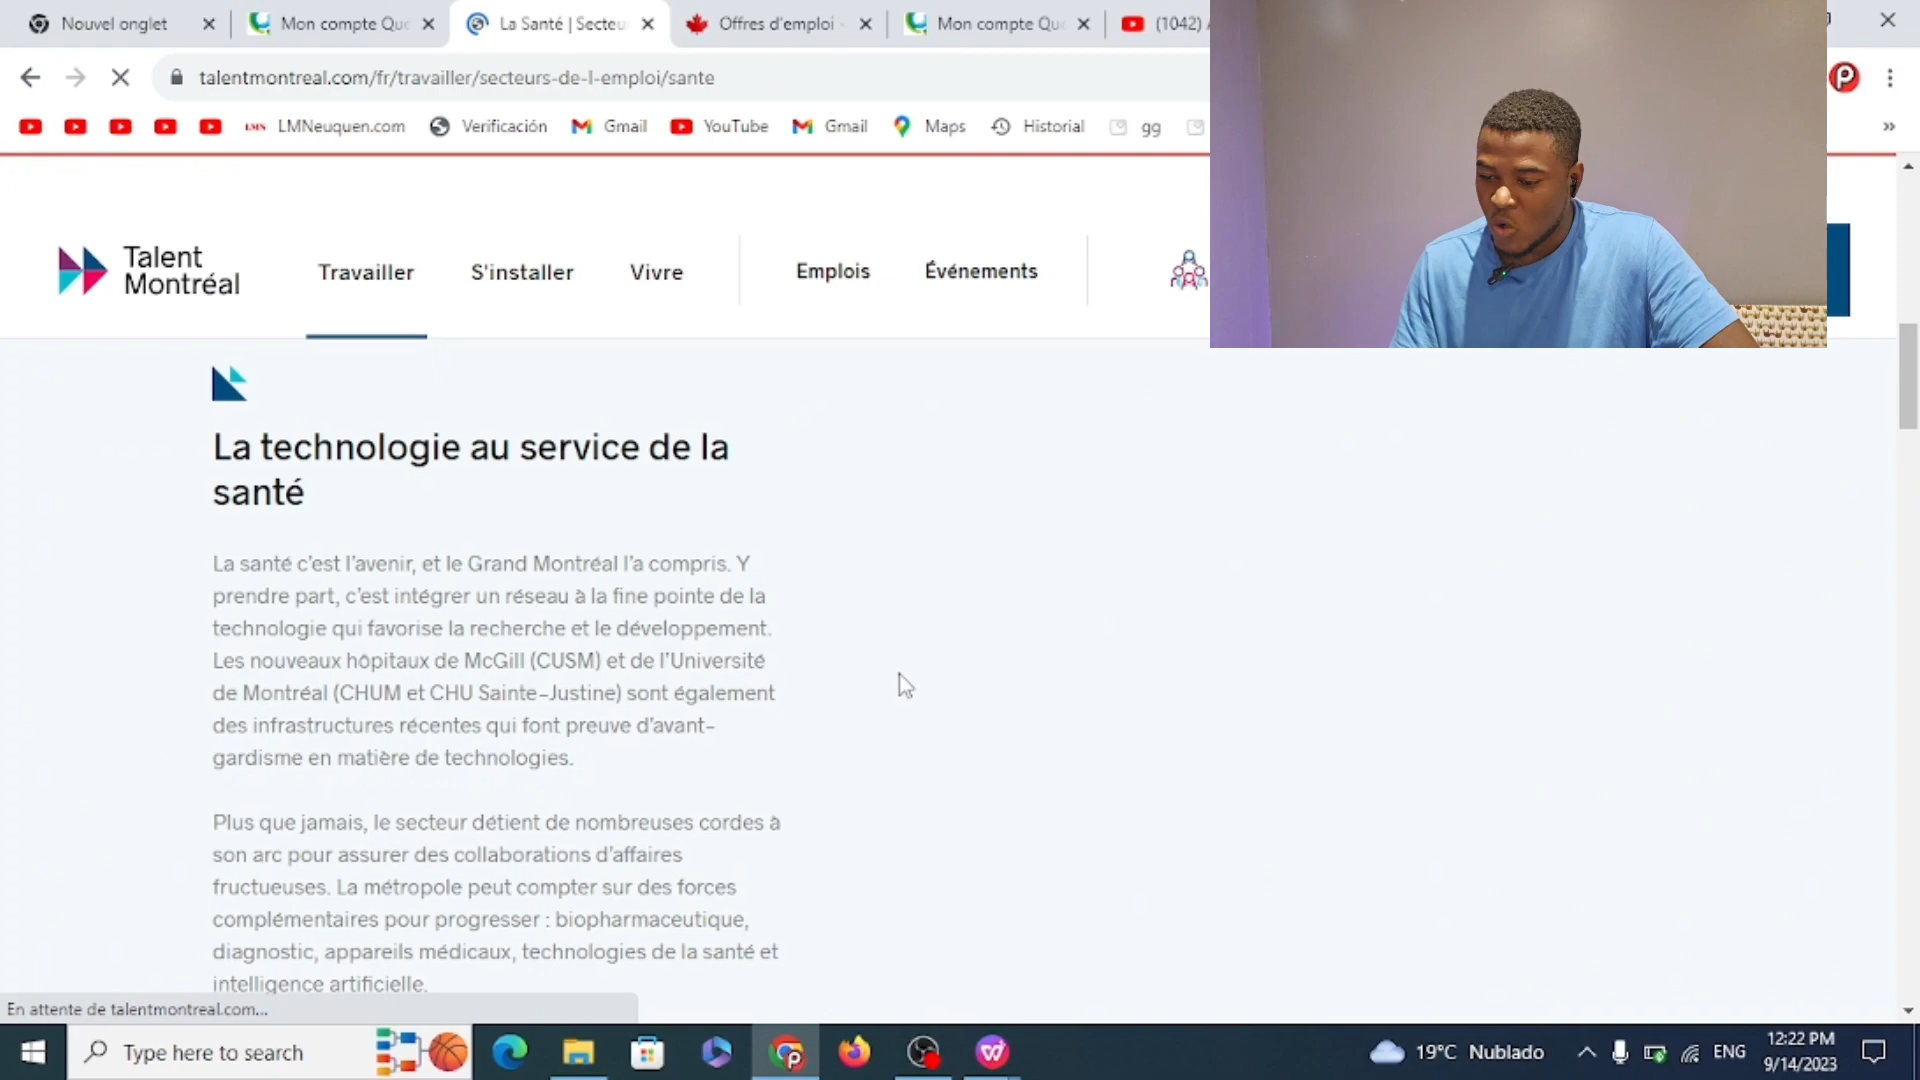 Nouvel onglet
Mon compte Qué
La Santé | Secteu
Offres d'emploi -
Mon compte Qu
(1042)
talentmontreal.com/fr/travailler/secteurs-de-l-emploi/sante
LMN LMNeuquen.com
Verificación
Gmail
YouTube
Gmail
Maps
Historial
gg
»
Talent
Montréal
Travailler
S'installer
Vivre
Emplois
Événements
La technologie au service de la
santé
La santé c'est l'avenir, et le Grand Montréal l'a compris. Y
prendre part, c'est intégrer un réseau à la fine pointe de la
technologie qui favorise la recherche et le développement.
Les nouveaux hôpitaux de McGill (CUSM) et de l'Université
de Montréal (CHUM et CHU Sainte-Justine) sont également
des infrastructures récentes qui font preuve d'avant-
gardisme en matière de technologies.
Plus que jamais, le secteur détient de nombreuses cordes à
son arc pour assurer des collaborations d'affaires
fructueuses. La métropole peut compter sur des forces
complémentaires pour progresser : biopharmaceutique,
diagnostic, appareils médicaux, technologies de la santé et
intelligence artificielle.
En attente de talentmontreal.com...
Type here to search
19°C Nublado
ENG
12:22 PM
9/14/2023